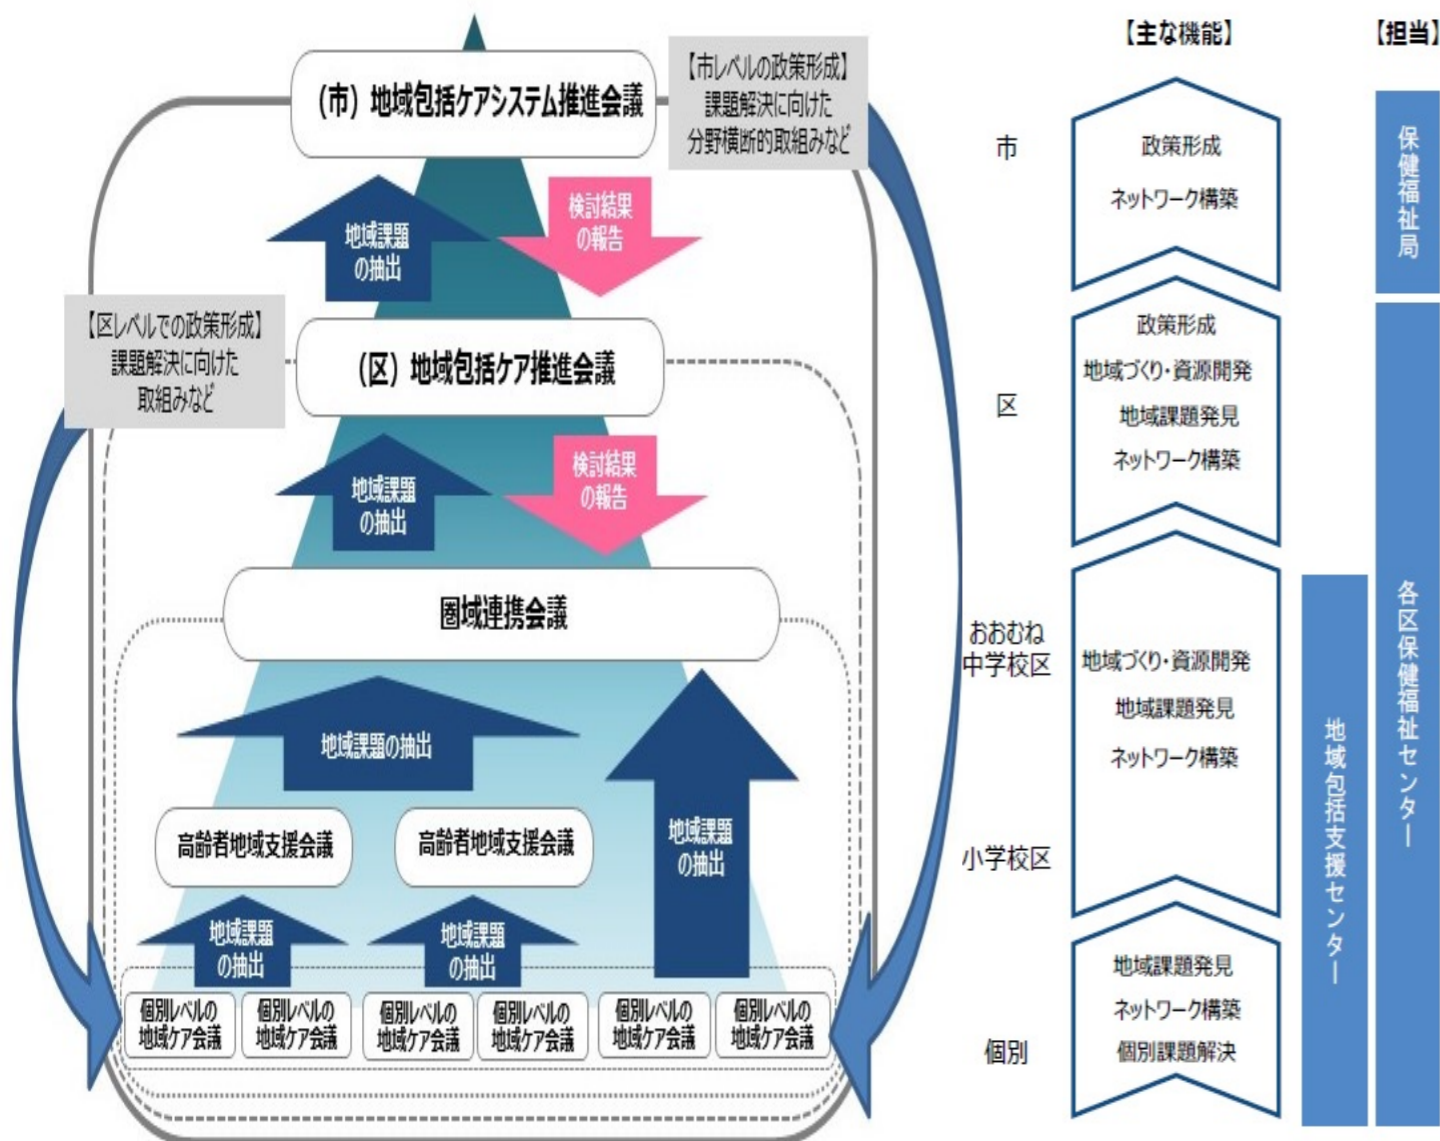 【主な機能】
【担当】
(市) 地域包括ケアシステム推進会議
【市レベルの政策形成】
課題解決に向けた
分野横断的取組みなど
市
政策形成
ネットワーク構築
保健福祉局
地域課題
の抽出
検討結果
の報告
【区レベルでの政策形成】
課題解決に向けた
取組みなど
(区) 地域包括ケア推進会議
区
政策形成
地域づくり・資源開発
地域課題発見
ネットワーク構築
地域課題
の抽出
検討結果
の報告
圏域連携会議
おおむね
中学校区
地域づくり・資源開発
地域課題発見
ネットワーク構築
各区保健福祉センター
地域包括支援センター
地域課題の抽出
地域課題
の抽出
高齢者地域支援会議
高齢者地域支援会議
小学校区
地域課題
の抽出
地域課題
の抽出
個別レベルの
地域ケア会議
個別レベルの
地域ケア会議
個別レベルの
地域ケア会議
個別レベルの
地域ケア会議
個別レベルの
地域ケア会議
個別レベルの
地域ケア会議
個別
地域課題発見
ネットワーク構築
個別課題解決